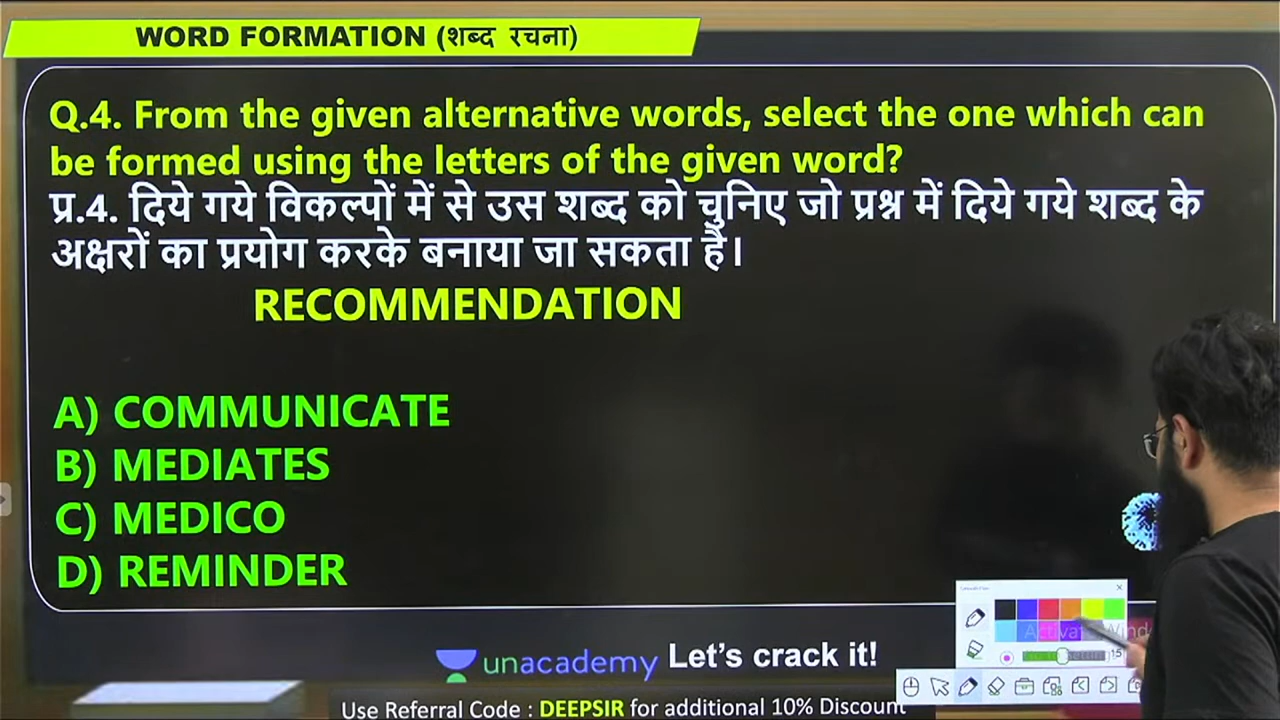 WORD FORMATION (शब्द रचना)
Q.4. From the given alternative words, select the one which can
be formed using the letters of the given word?
प्र.4. दिये गये विकल्पों में से उस शब्द को चुनिए जो प्रश्न में दिये गये शब्द के
अक्षरों का प्रयोग करके बनाया जा सकता है।
RECOMMENDATION
A) COMMUNICATE
B) MEDIATES
C) MEDICO
D) REMINDER
15
unacademy Let's crack it!
Use Referral Code : DEEPSIR for additional 10% Discount